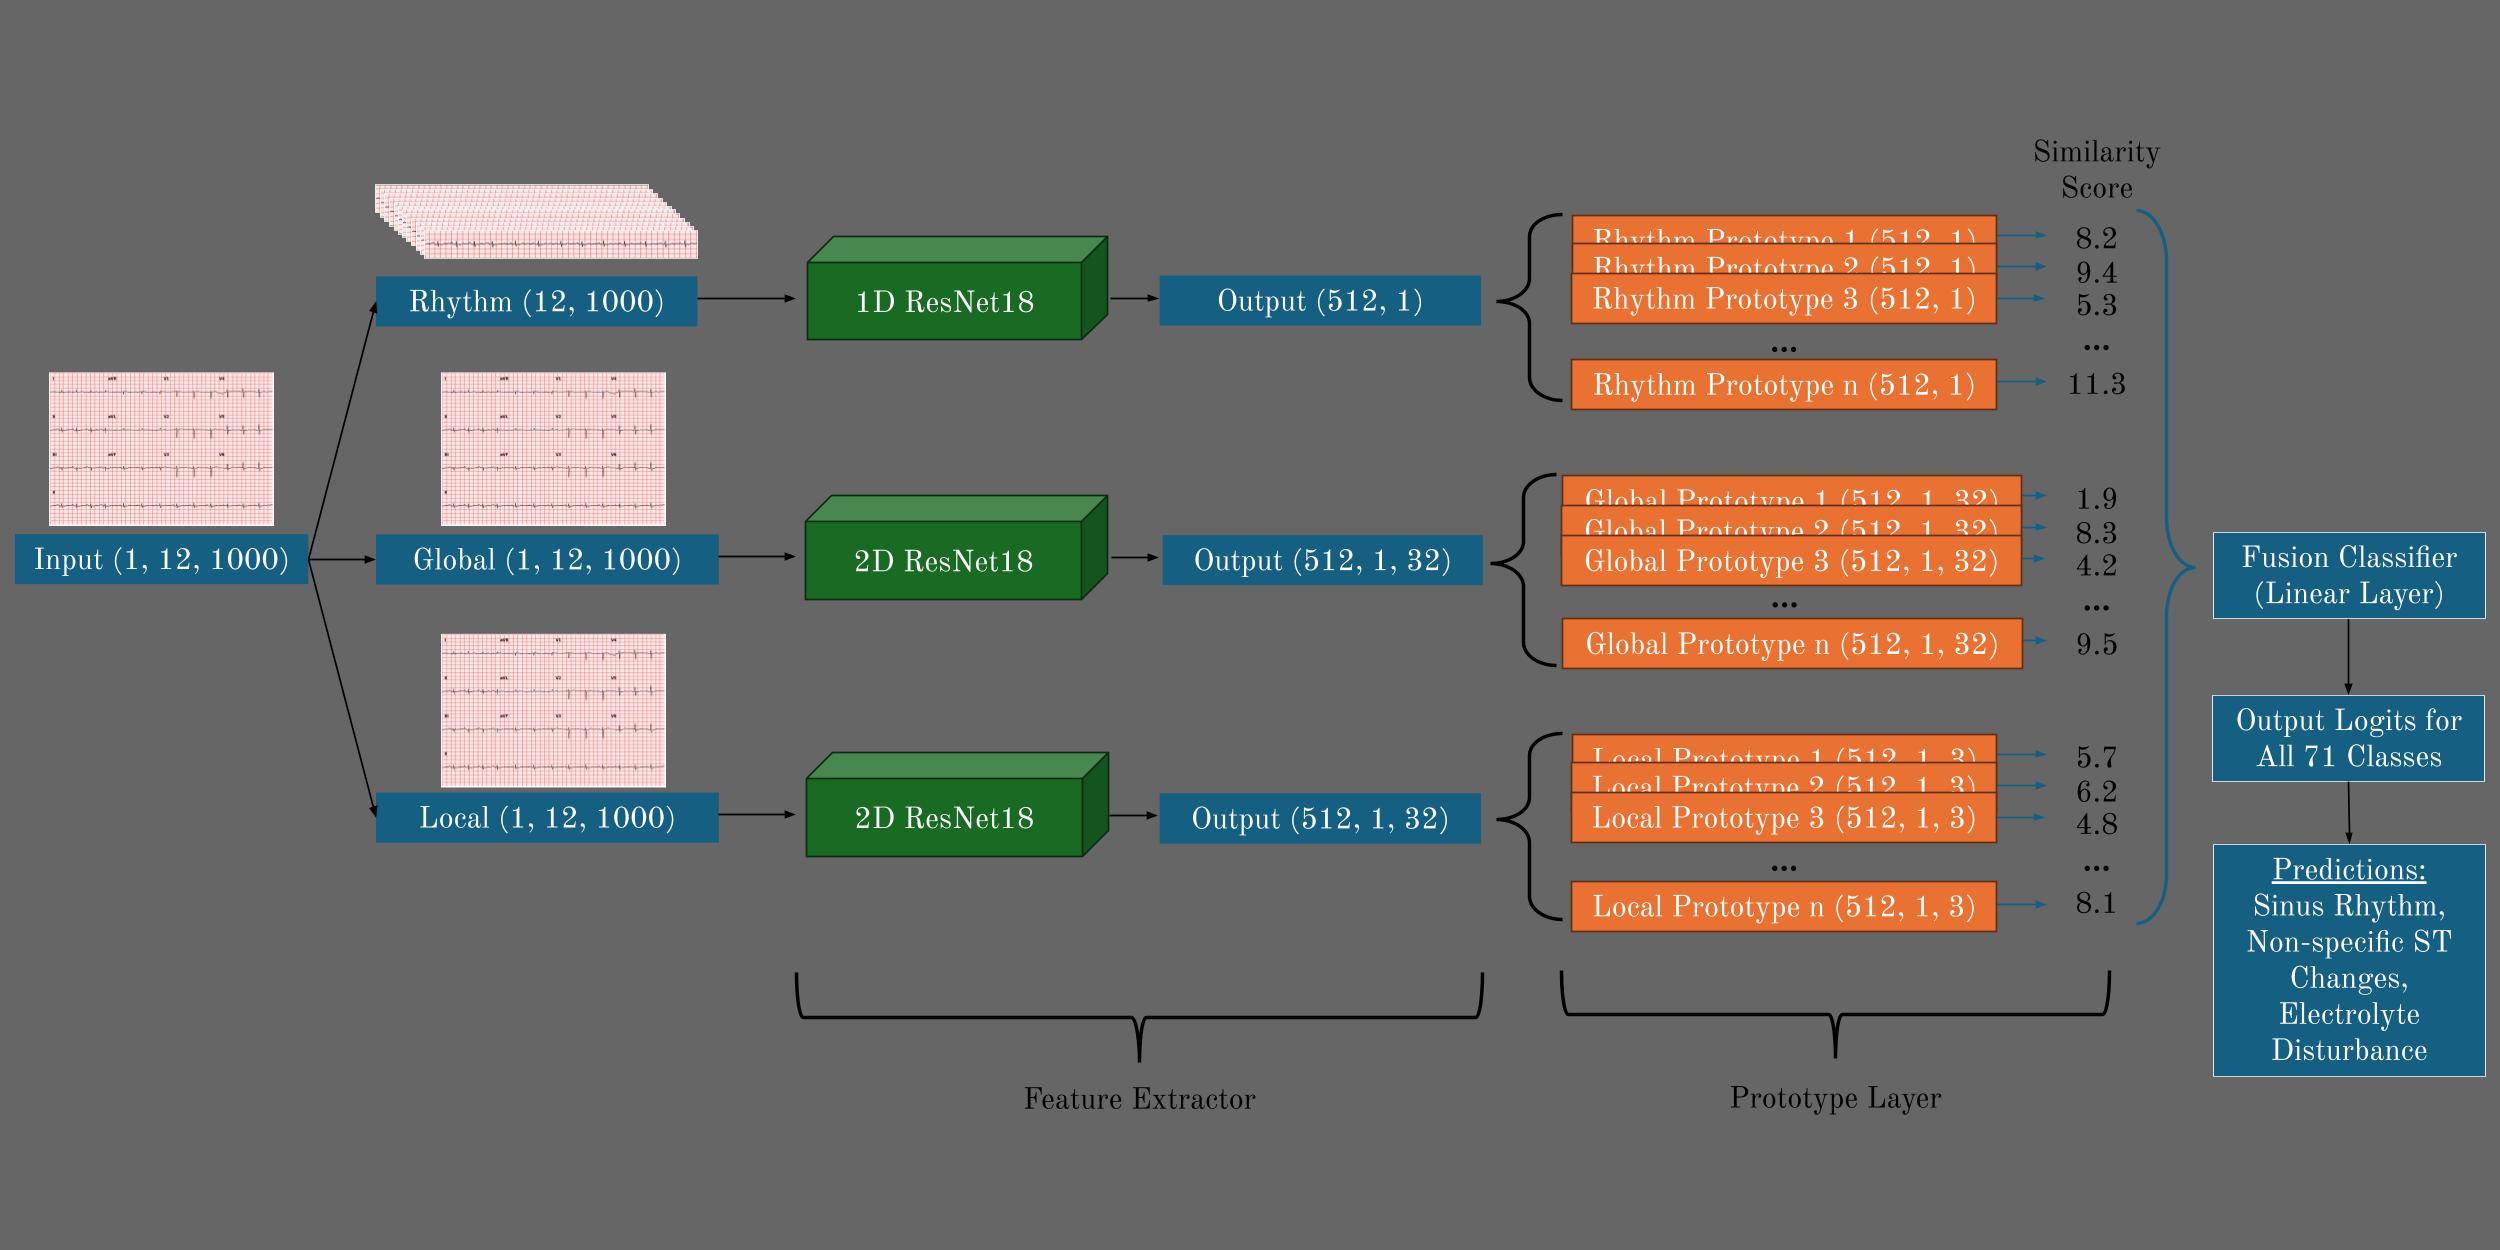 Similarity
Score
Rhythm (12, 1000)
1D ResNet18
Output (512, 1)
Rhythm Prototype 1 (512, 1)
Rhythm Prototype 2 (512, 1)
Rhythm Prototype 3 (512, 1)
...
Rhythm Prototype n (512, 1)
8.2
9.4
5.3
...
11.3
Input (1, 12, 1000)
Global (1, 12, 1000)
2D ResNet18
Output (512, 1, 32)
Global Prototype 1 (512, 1, 32)
Global Prototype 2 (512, 1, 32)
Global Prototype 3 (512, 1, 32)
...
Global Prototype n (512, 1, 32)
1.9
8.3
4.2
...
9.5
Local (1, 12, 1000)
2D ResNet18
Output (512, 1, 32)
Local Prototype 1 (512, 1, 3)
Local Prototype 2 (512, 1, 3)
Local Prototype 3 (512, 1, 3)
...
Local Prototype n (512, 1, 3)
5.7
6.2
4.8
...
8.1
Fusion Classifier
(Linear Layer)
Output Logits for
All 71 Classes
Predictions:
Sinus Rhythm,
Non-specific ST
Changes,
Electrolyte
Disturbance
Feature Extractor
Prototype Layer